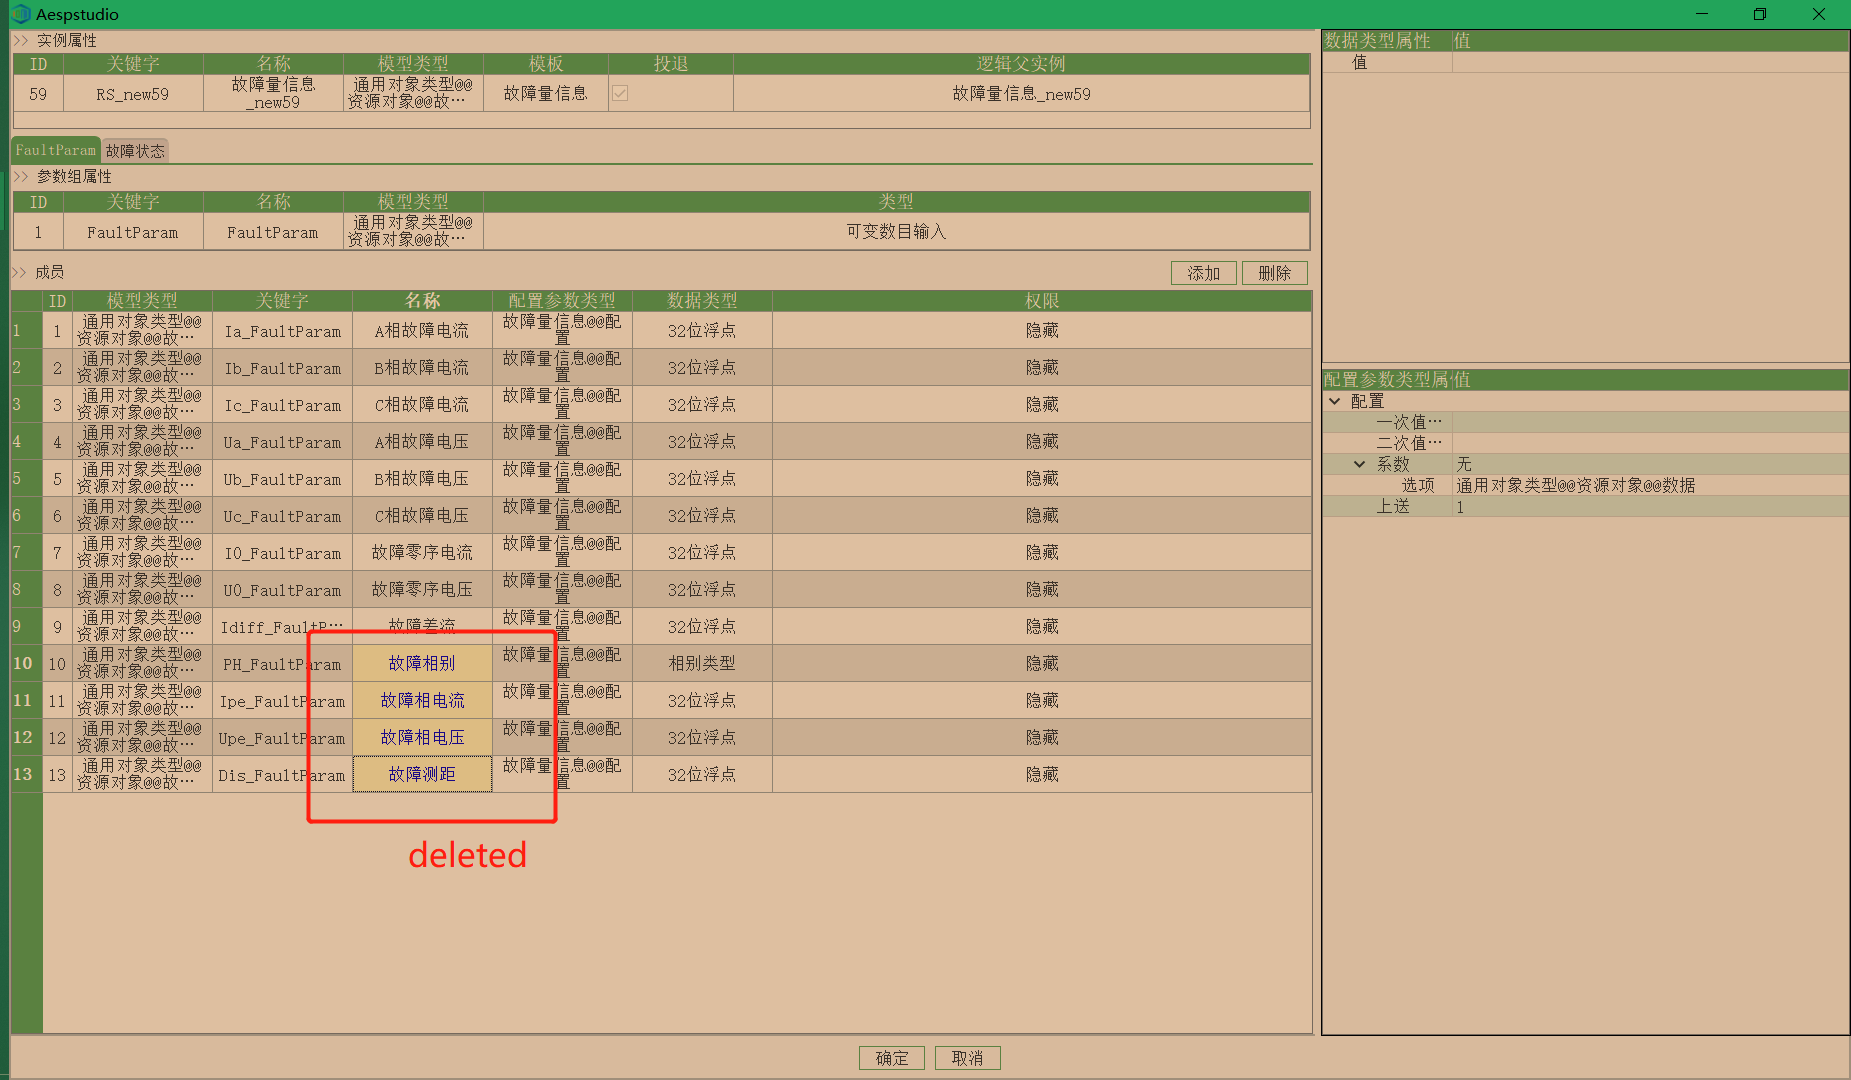 Aespstudio
>> 实例属性
ID 关键字 名称 模型类型 模板 投退 逻辑父实例
59 RS_new59 故障量信息_new59 通用对象类型@@资源对象@@故… 故障量信息 故障量信息_new59
FaultParam 故障状态
>> 参数组属性
ID 关键字 名称 模型类型 类型
1 FaultParam FaultParam 通用对象类型@@资源对象@@故… 可变数目输入
>> 成员 添加 删除
ID 模型类型 关键字 名称 配置参数类型 数据类型 权限
1 1 通用对象类型@@资源对象@@故… Ia_FaultParam A相故障电流 故障量信息@@配置 32位浮点 隐藏
2 2 通用对象类型@@资源对象@@故… Ib_FaultParam B相故障电流 故障量信息@@配置 32位浮点 隐藏
3 3 通用对象类型@@资源对象@@故… Ic_FaultParam C相故障电流 故障量信息@@配置 32位浮点 隐藏
4 4 通用对象类型@@资源对象@@故… Ua_FaultParam A相故障电压 故障量信息@@配置 32位浮点 隐藏
5 5 通用对象类型@@资源对象@@故… Ub_FaultParam B相故障电压 故障量信息@@配置 32位浮点 隐藏
6 6 通用对象类型@@资源对象@@故… Uc_FaultParam C相故障电压 故障量信息@@配置 32位浮点 隐藏
7 7 通用对象类型@@资源对象@@故… I0_FaultParam 故障零序电流 故障量信息@@配置 32位浮点 隐藏
8 8 通用对象类型@@资源对象@@故… U0_FaultParam 故障零序电压 故障量信息@@配置 32位浮点 隐藏
9 9 通用对象类型@@资源对象@@故… Idiff_FaultP… 故障差流 故障量信息@@配置 32位浮点 隐藏
10 10 通用对象类型@@资源对象@@故… PH_FaultParam 故障相别 故障量信息@@配置 相别类型 隐藏
11 11 通用对象类型@@资源对象@@故… Ipe_FaultParam 故障相电流 故障量信息@@配置 32位浮点 隐藏
12 12 通用对象类型@@资源对象@@故… Upe_FaultParam 故障相电压 故障量信息@@配置 32位浮点 隐藏
13 13 通用对象类型@@资源对象@@故… Dis_FaultParam 故障测距 故障量信息@@配置 32位浮点 隐藏
deleted
确定 取消
数据类型属性 值
值
配置参数类型属 值
配置
一次值…
二次值…
系数 无
选项 通用对象类型@@资源对象@@数据
上送 1